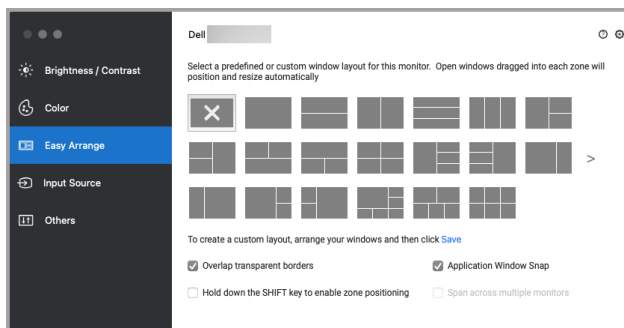 Dell
Brightness / Contrast
Color
Easy Arrange
Input Source
Others
Select a predefined or custom window layout for this monitor. Open windows dragged into each zone will
position and resize automatically
>
To create a custom layout, arrange your windows and then click Save
Overlap transparent borders
Application Window Snap
Hold down the SHIFT key to enable zone positioning
Span across multiple monitors